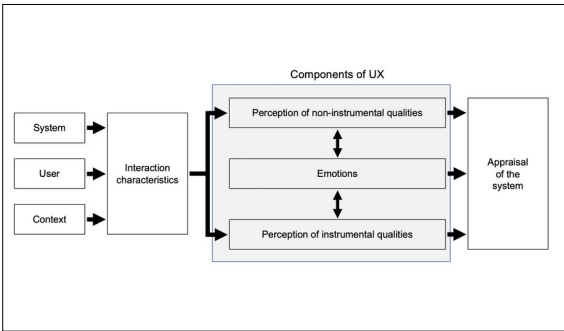 Components of UX
Perception of non-instrumental qualities
System
User
Context
Interaction
characteristics
Emotions
Perception of instrumental qualities
Appraisal
of the
system